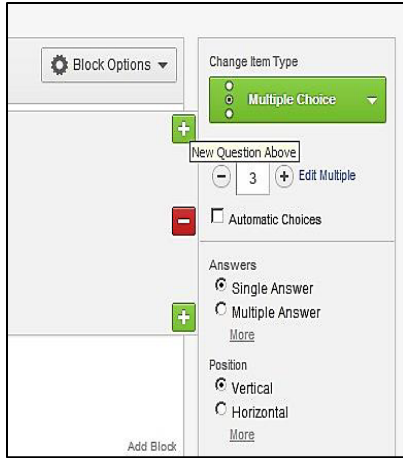 Block Options
Change Item Type
Multiple Choice
New Question Above
3
Edit Multiple
Automatic Choices
Answers
Single Answer
Multiple Answer
More
Position
Vertical
Horizontal
More
Add Block